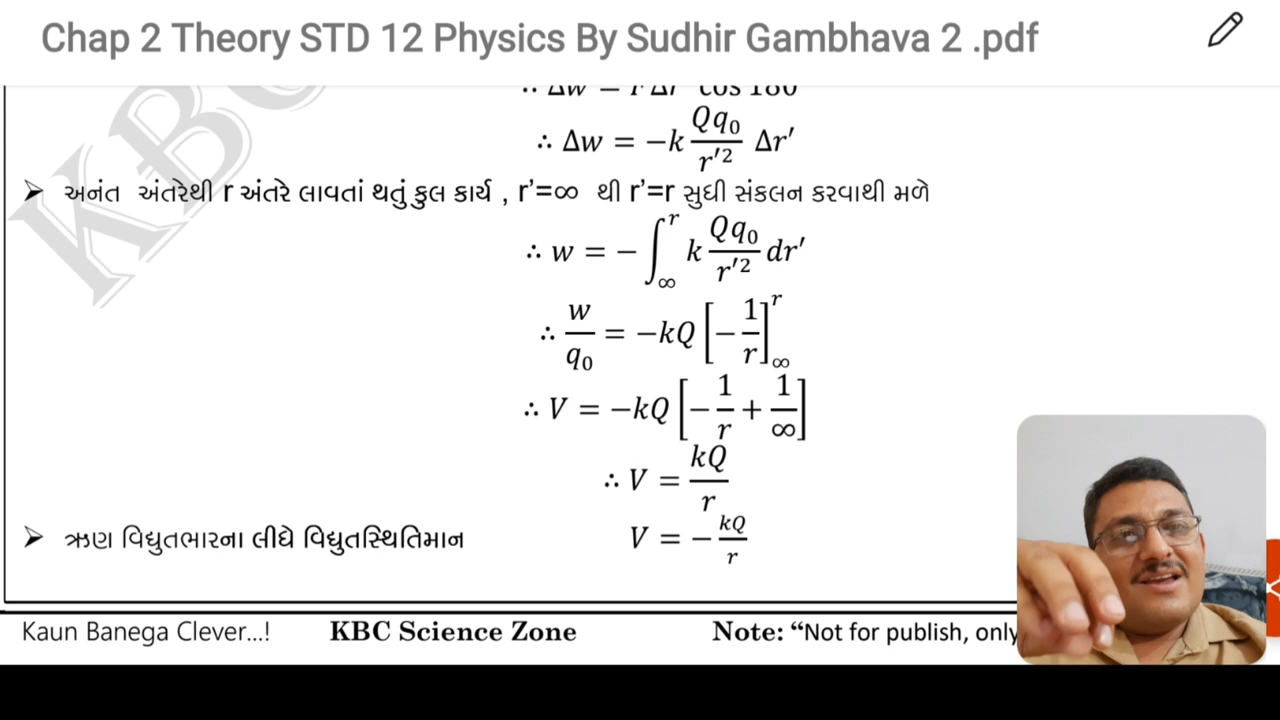 Chap 2 Theory STD 12 Physics By Sudhir Gambhava 2 .pdf
∴ Δw = −k Qq₀/r′² Δr′
➤ અનંત અંતરેથી r અંતરે લાવતાં થતું કુલ કાર્ય , r’=∞ થી r’=r સુધી સંકલન કરવાથી મળે
∴ w = − ∫_∞^r k Qq₀/r′² dr′
∴ w/q₀ = −kQ [−1/r]_∞^r
∴ V = −kQ [−1/r + 1/∞]
∴ V = kQ/r
➤ ઋણ વિદ્યુતભારના લીધે વિદ્યુતસ્થિતિમાન V = − kQ/r
Kaun Banega Clever...! KBC Science Zone Note: “Not for publish, only